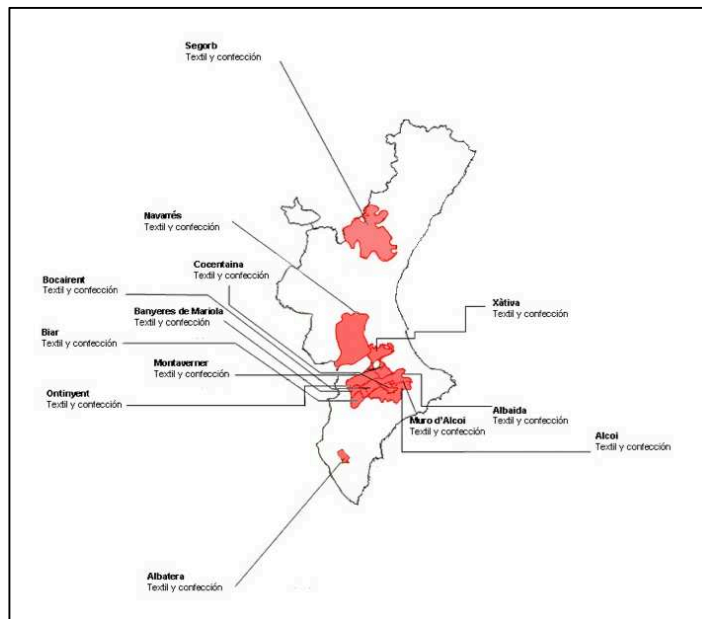 Segorb
Textil y confección
Navarrés
Textil y confección
Cocentaina
Textil y confección
Bocairent
Textil y confección
Banyeres de Mariola
Textil y confección
Xàtiva
Textil y confección
Biar
Textil y confección
Montaverner
Textil y confección
Ontinyent
Textil y confección
Muro d'Alcoi
Textil y confección
Albaida
Textil y confección
Alcoi
Textil y confección
Albatera
Textil y confección